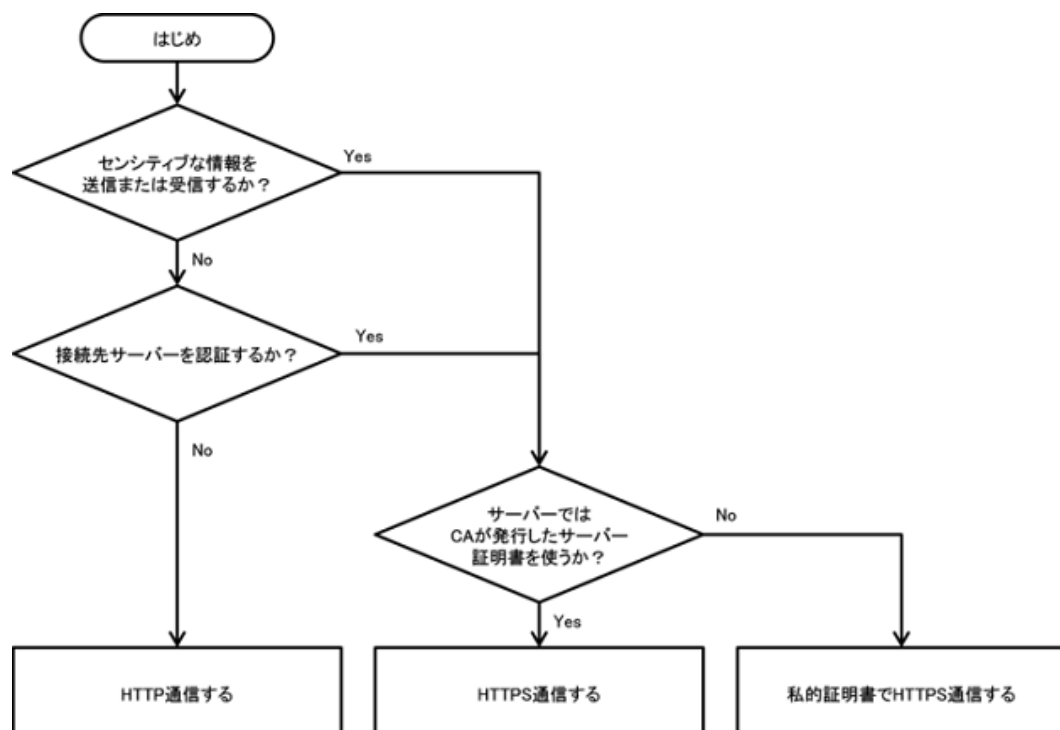 はじめ
センシティブな情報を
送信または受信するか？
Yes
No
接続先サーバーを認証するか？
Yes
No
サーバーでは
CAが発行したサーバー
証明書を使うか？
No
Yes
HTTP通信する
HTTPS通信する
私的証明書でHTTPS通信する